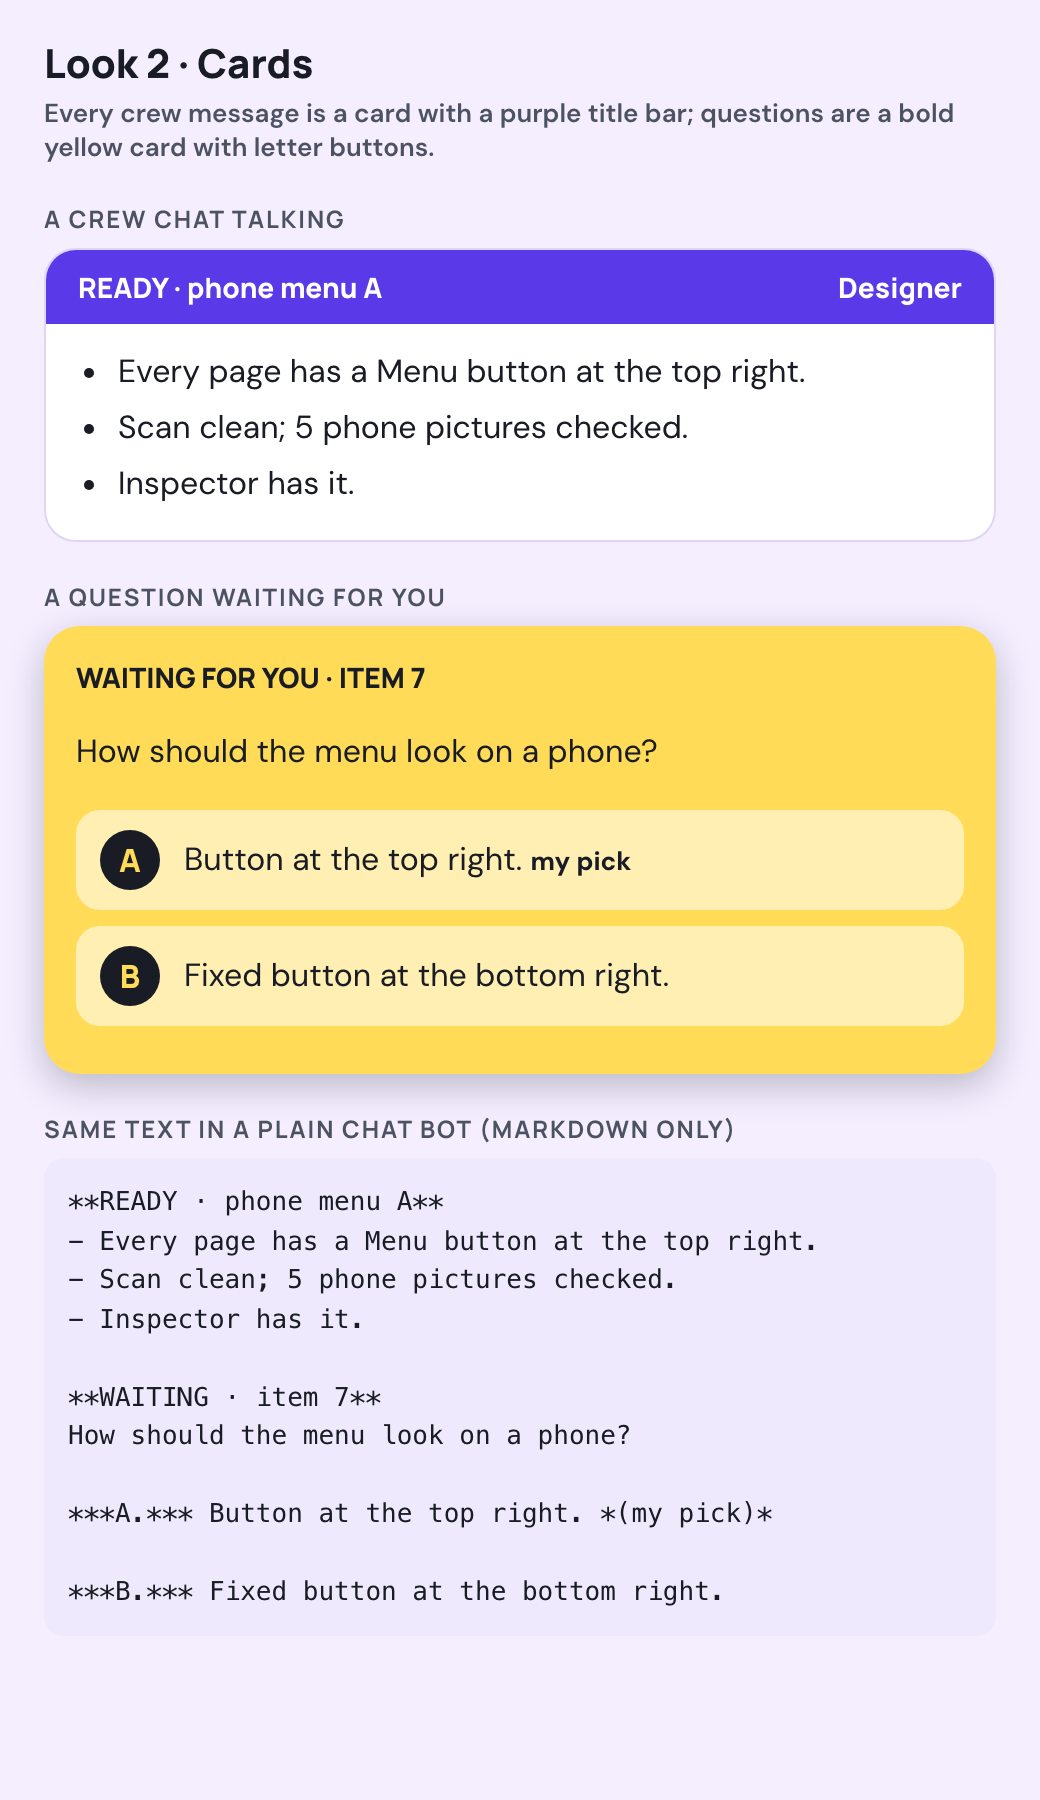 Look 2 · Cards
Every crew message is a card with a purple title bar; questions are a bold
yellow card with letter buttons.
A CREW CHAT TALKING
READY · phone menu A Designer
• Every page has a Menu button at the top right.
• Scan clean; 5 phone pictures checked.
• Inspector has it.
A QUESTION WAITING FOR YOU
WAITING FOR YOU · ITEM 7
How should the menu look on a phone?
A Button at the top right. my pick
B Fixed button at the bottom right.
SAME TEXT IN A PLAIN CHAT BOT (MARKDOWN ONLY)
**READY · phone menu A**
- Every page has a Menu button at the top right.
- Scan clean; 5 phone pictures checked.
- Inspector has it.
**WAITING · item 7**
How should the menu look on a phone?
***A.*** Button at the top right. *(my pick)*
***B.*** Fixed button at the bottom right.